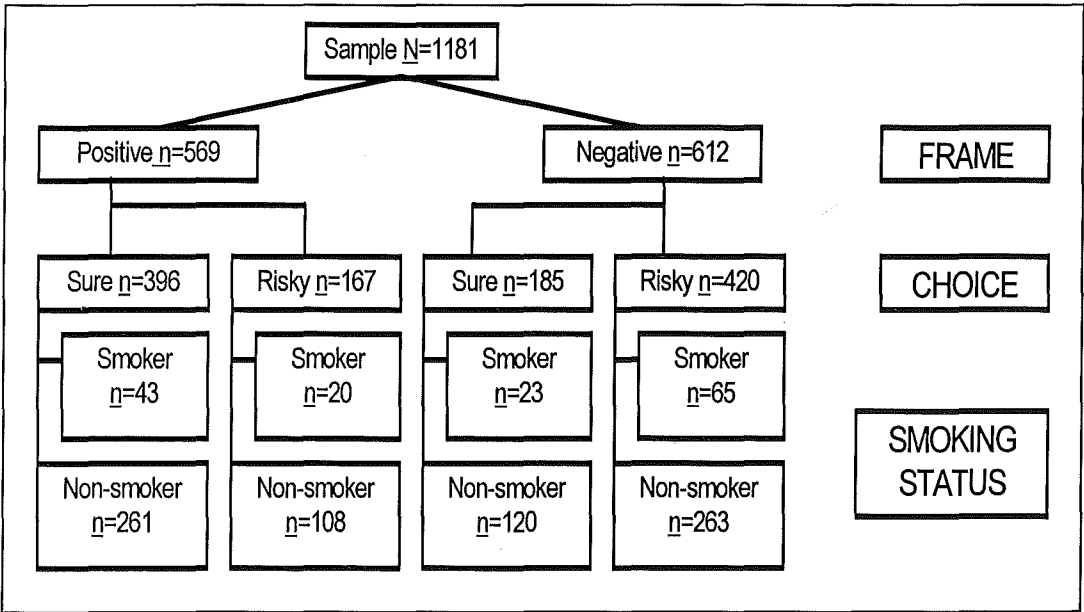 Sample N=1181
Positive n=569
Negative n=612
FRAME
Sure n=396
Risky n=167
Sure n=185
Risky n=420
CHOICE
Smoker
n=43
Smoker
n=20
Smoker
n=23
Smoker
n=65
SMOKING
STATUS
Non-smoker
n=261
Non-smoker
n=108
Non-smoker
n=120
Non-smoker
n=263